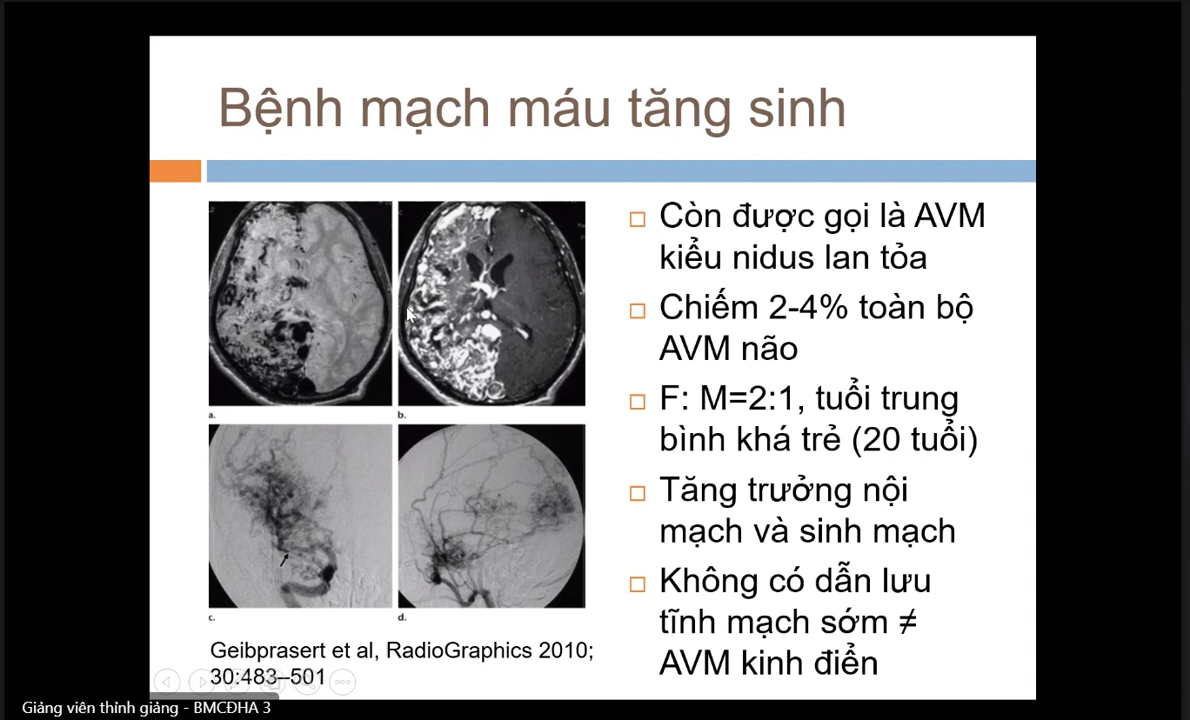 Bệnh mạch máu tăng sinh
a.
b.
c.
d.
Geibprasert et al, RadioGraphics 2010;
30:483–501
Còn được gọi là AVM
kiểu nidus lan tỏa
Chiếm 2-4% toàn bộ
AVM não
F: M=2:1, tuổi trung
bình khá trẻ (20 tuổi)
Tăng trưởng nội
mạch và sinh mạch
Không có dẫn lưu
tĩnh mạch sớm ≠
AVM kinh điển
Giảng viên thỉnh giảng - BMCĐHA 3